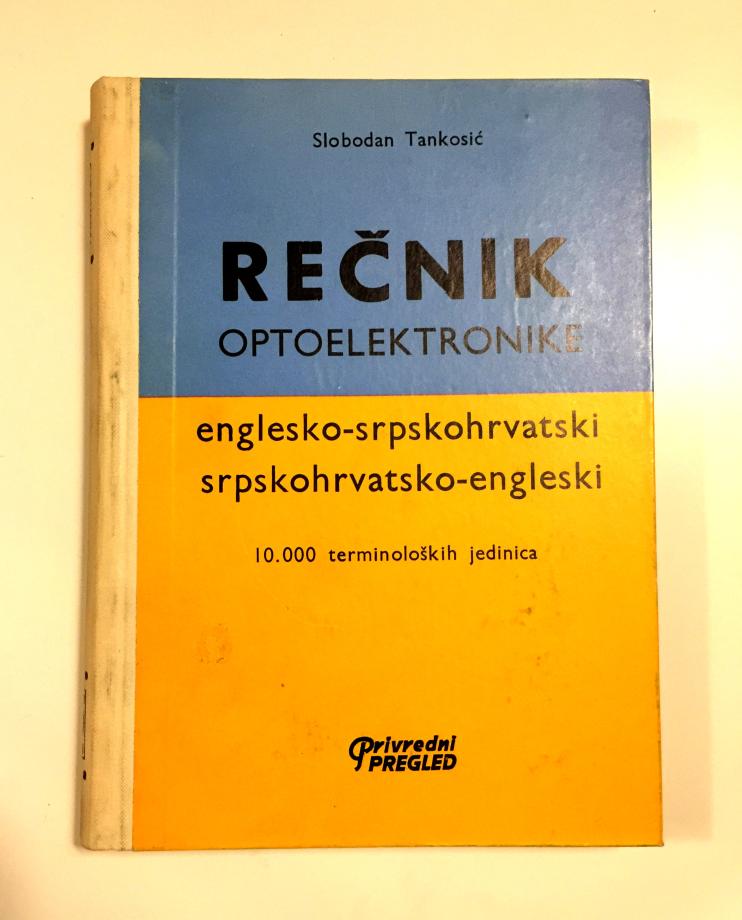 Slobodan Tankosić
REČNIK
OPTOELEKTRONIKE
englesko-srpskohrvatski
srpskohrvatsko-engleski
10.000 terminoloških jedinica
Privredni
PREGLED